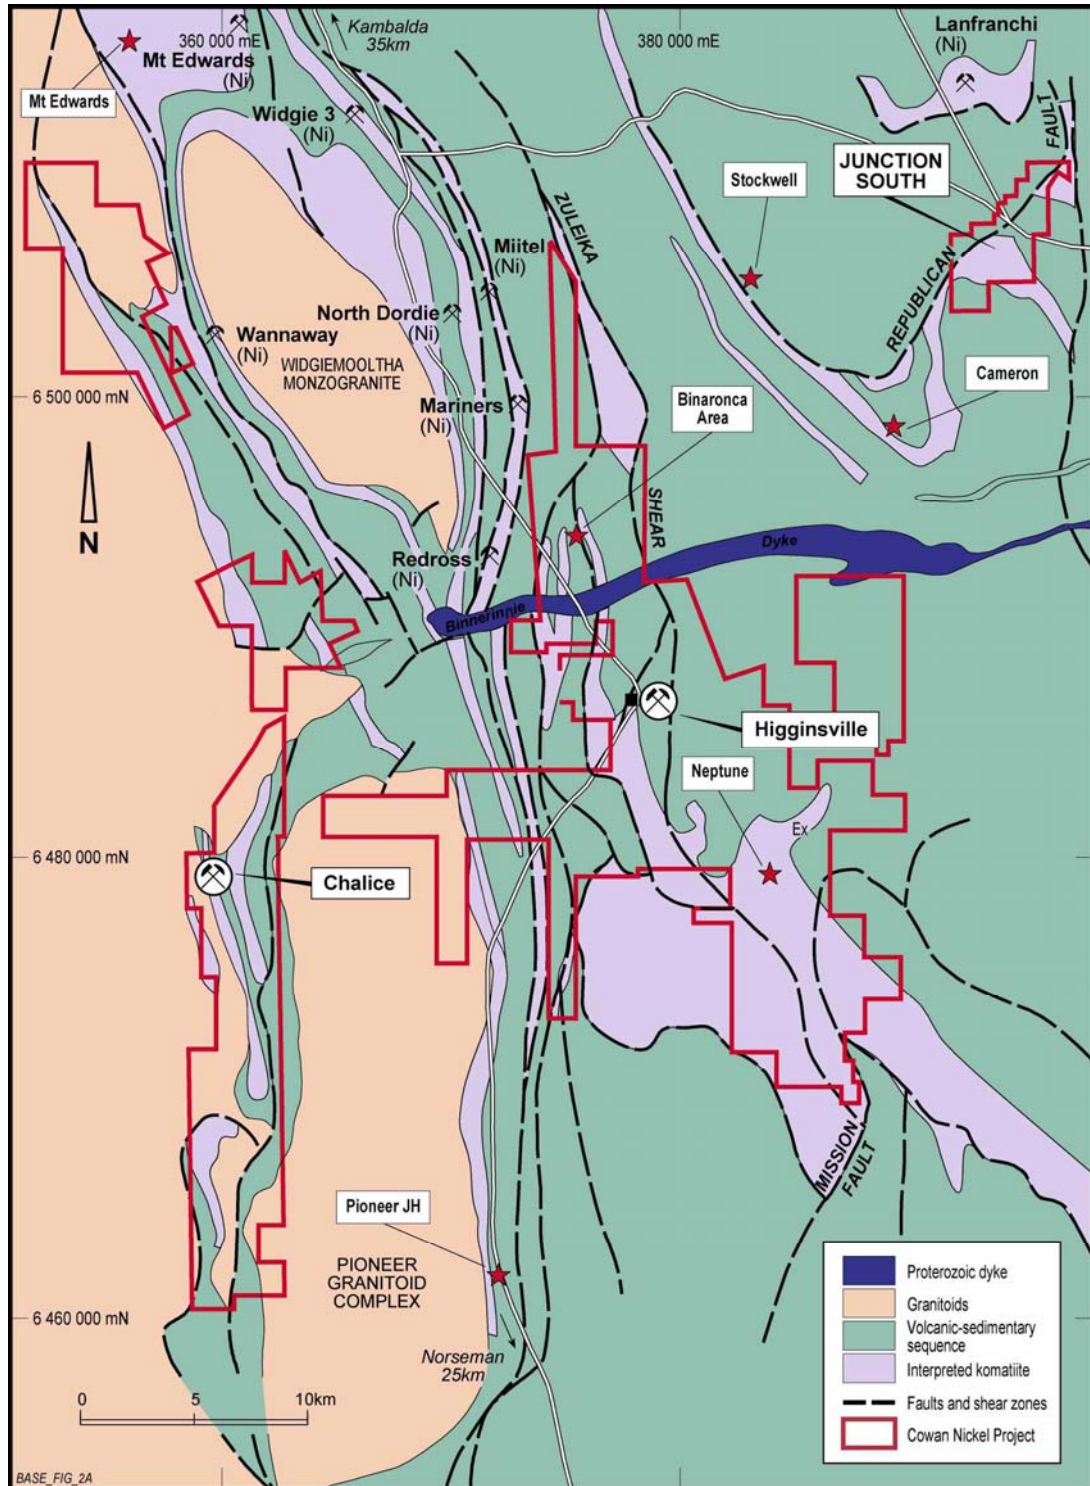 Kambalda
35km
360 000 mE
380 000 mE
Lanfranchi
(Ni)
Mt Edwards
(Ni)
Mt Edwards
Widgie 3
(Ni)
FAULT
JUNCTION
SOUTH
Stockwell
ZULEIKA
Miitel
(Ni)
REPUBLICAN
North Dordie
(Ni)
Wannaway
(Ni)
WIDGIEMOOLTHA
MONZOGRANITE
Cameron
6 500 000 mN
Mariners
(Ni)
Binaronca
Area
N
SHEAR
Dyke
Redross
(Ni)
Binnerinnie
Higginsville
Neptune
Ex
6 480 000 mN
Chalice
MISSION
FAULT
Pioneer JH
PIONEER
GRANITOID
COMPLEX
6 460 000 mN
Norseman
25km
0 5 10km
Proterozoic dyke
Granitoids
Volcanic-sedimentary
sequence
Interpreted komatiite
Faults and shear zones
Cowan Nickel Project
BASE_FIG_2A